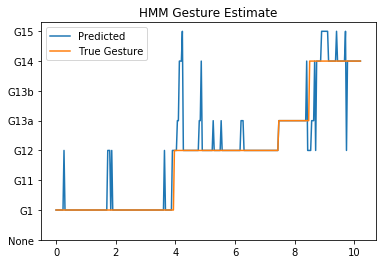 HMM Gesture Estimate
Predicted
True Gesture
G15
G14
G13b
G13a
G12
G11
G1
None
0 2 4 6 8 10